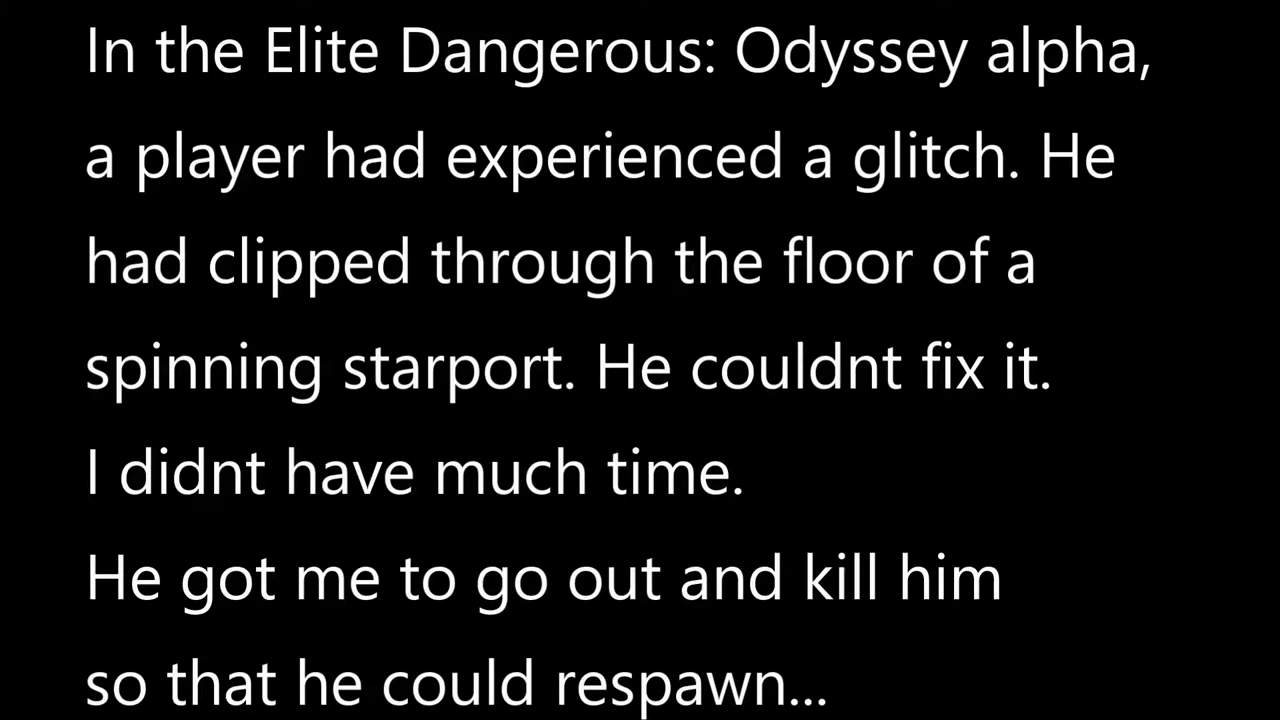 In the Elite Dangerous: Odyssey alpha,
a player had experienced a glitch. He
had clipped through the floor of a
spinning starport. He couldnt fix it.
I didnt have much time.
He got me to go out and kill him
so that he could respawn...